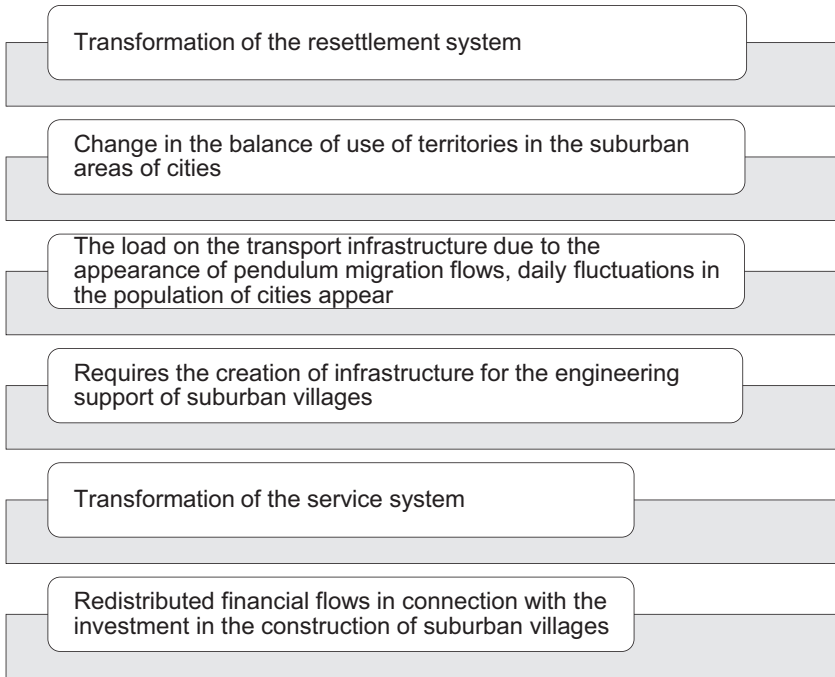 Transformation of the resettlement system
Change in the balance of use of territories in the suburban
areas of cities
The load on the transport infrastructure due to the
appearance of pendulum migration flows, daily fluctuations in
the population of cities appear
Requires the creation of infrastructure for the engineering
support of suburban villages
Transformation of the service system
Redistributed financial flows in connection with the
investment in the construction of suburban villages